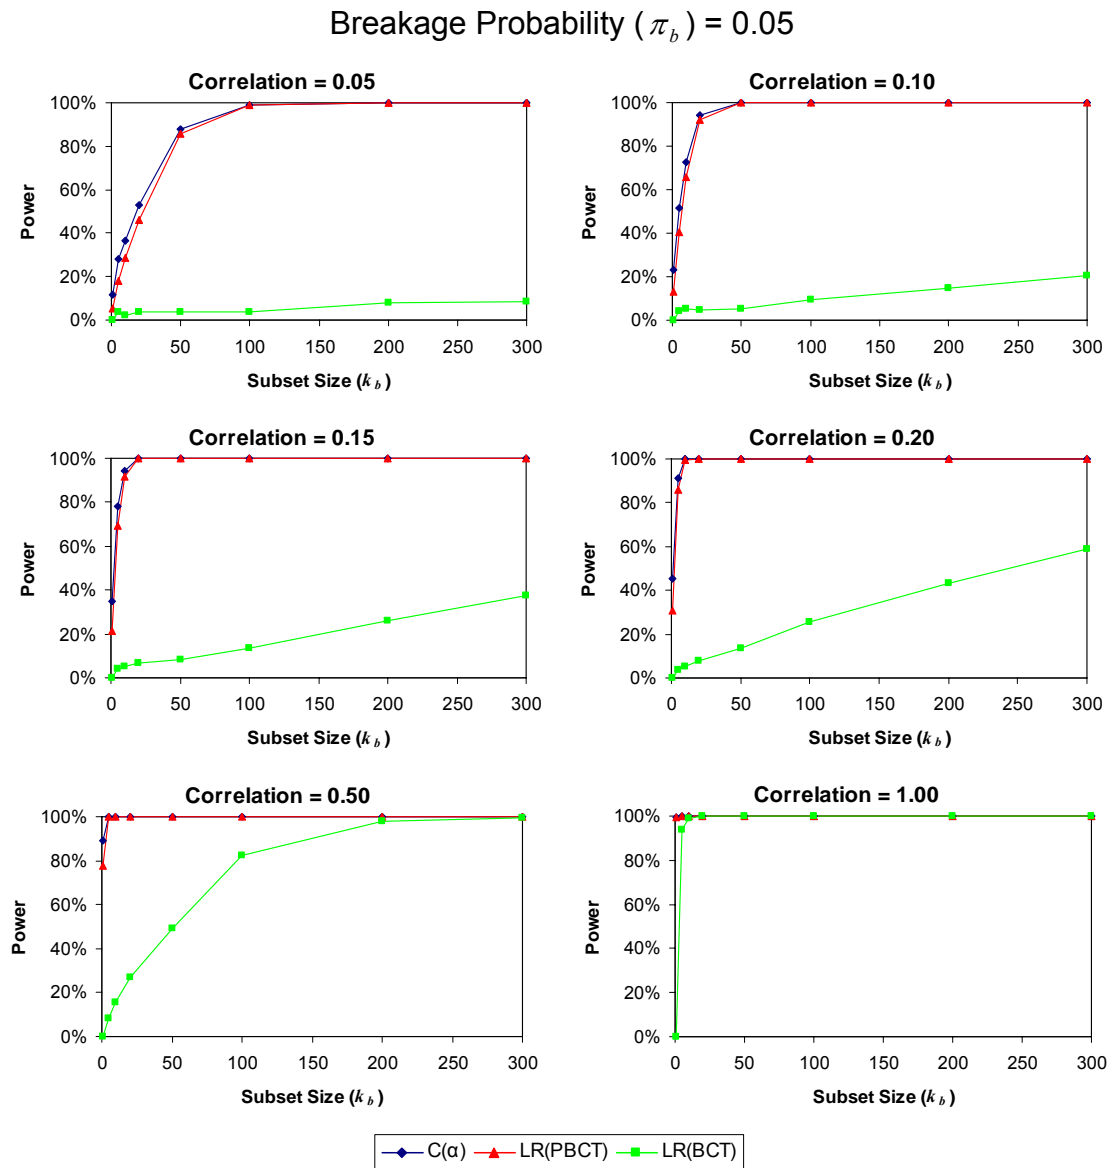 Breakage Probability (π_b) = 0.05
Correlation = 0.05
100%
80%
60%
40%
20%
0%
Power
0 50 100 150 200 250 300
Subset Size (k_b)
Correlation = 0.10
100%
80%
60%
40%
20%
0%
Power
0 50 100 150 200 250 300
Subset Size (k_b)
Correlation = 0.15
100%
80%
60%
40%
20%
0%
Power
0 50 100 150 200 250 300
Subset Size (k_b)
Correlation = 0.20
100%
80%
60%
40%
20%
0%
Power
0 50 100 150 200 250 300
Subset Size (k_b)
Correlation = 0.50
100%
80%
60%
40%
20%
0%
Power
0 50 100 150 200 250 300
Subset Size (k_b)
Correlation = 1.00
100%
80%
60%
40%
20%
0%
Power
0 50 100 150 200 250 300
Subset Size (k_b)
C(α) LR(PBCT) LR(BCT)